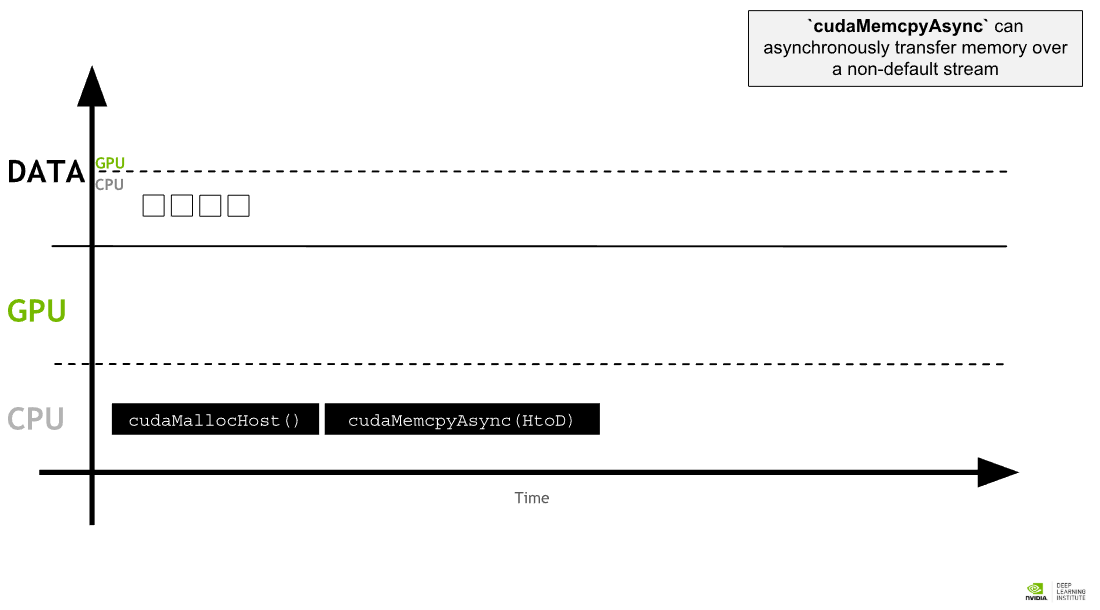 `cudaMemcpyAsync` can
asynchronously transfer memory over
a non-default stream
DATA
GPU
CPU
GPU
CPU
cudaMallocHost()
cudaMemcpyAsync(HtoD)
Time
NVIDIA
DEEP
LEARNING
INSTITUTE